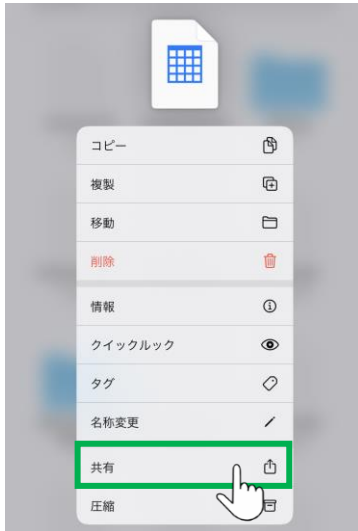 コピー
複製
移動
削除
情報
クイックルック
タグ
名称変更
共有
圧縮